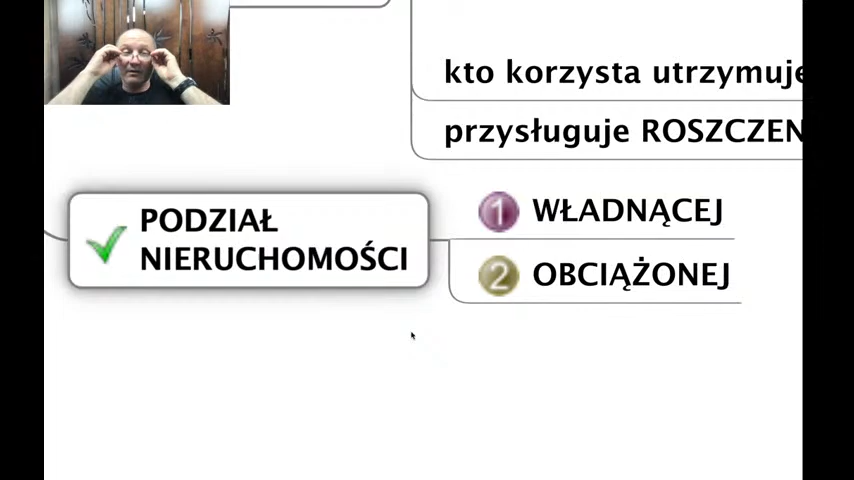 kto korzysta utrzymuje
przysługuje ROSZCZEN
PODZIAŁ
NIERUCHOMOŚCI
1 WŁADNĄCEJ
2 OBCIĄŻONEJ